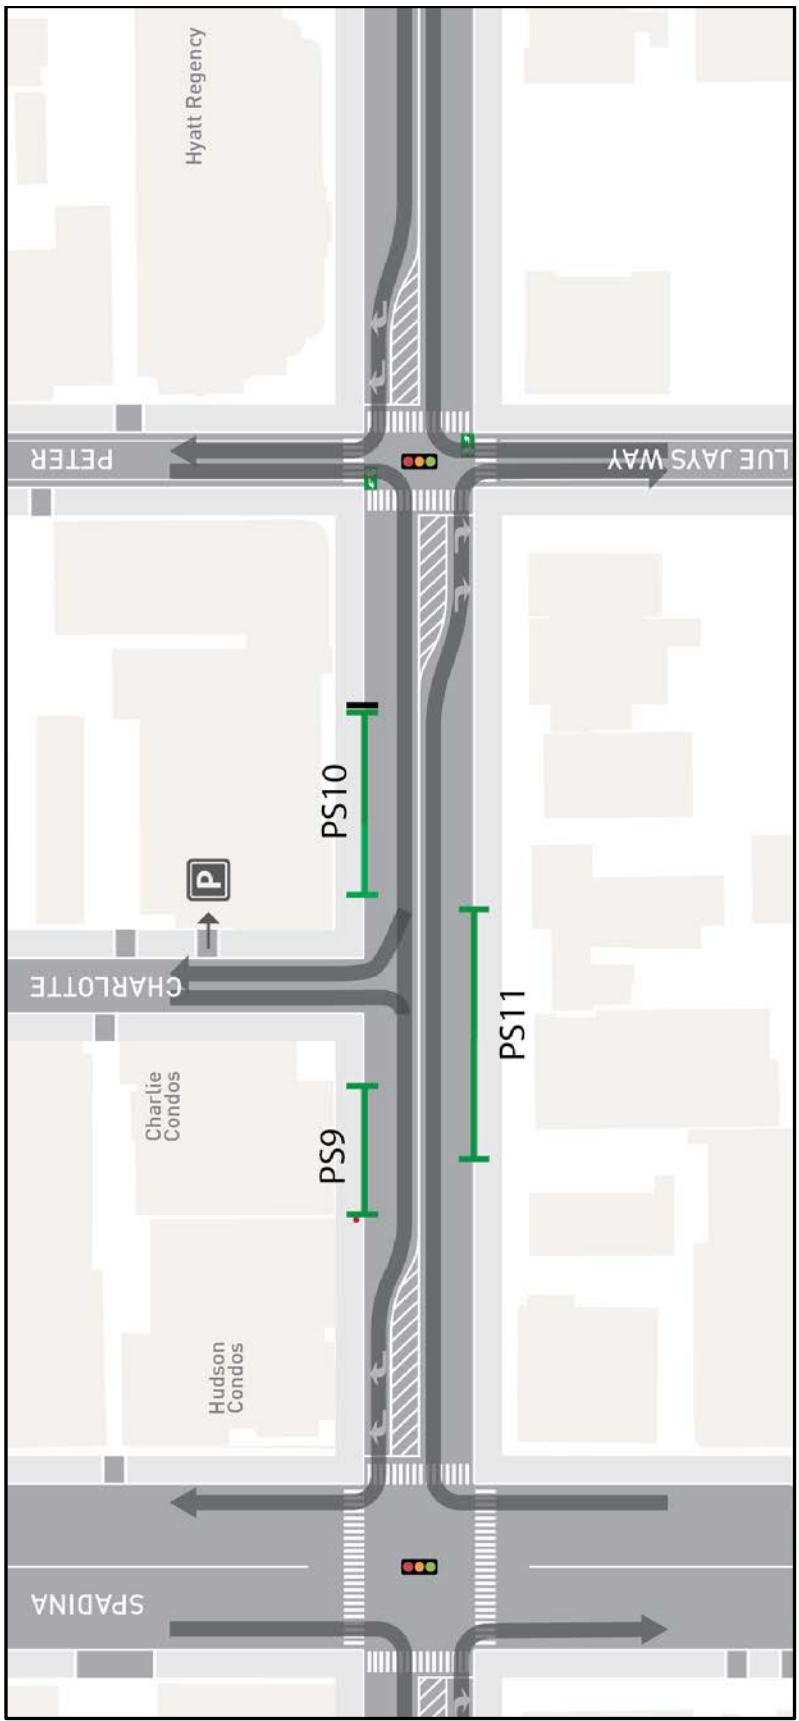 Hyatt Regency
PETER
LUE JAYS WAY
PS10
P
CHARLOTTE
PS11
Charlie
Condos
PS9
Hudson
Condos
SPADINA